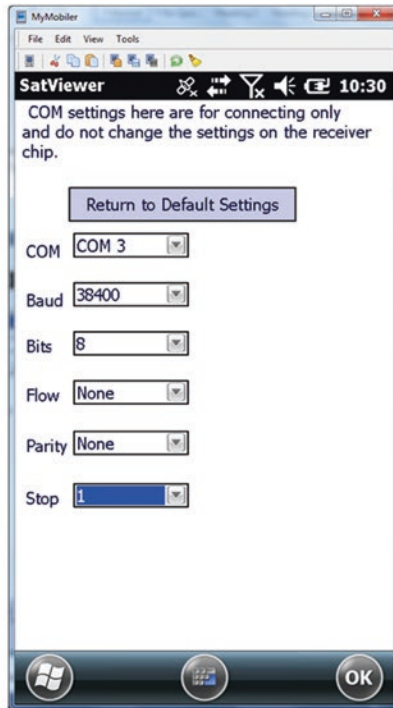 MyMobiler
File Edit View Tools
SatViewer 10:30
COM settings here are for connecting only
and do not change the settings on the receiver
chip.
Return to Default Settings
COM COM 3
Baud 38400
Bits 8
Flow None
Parity None
Stop 1
OK